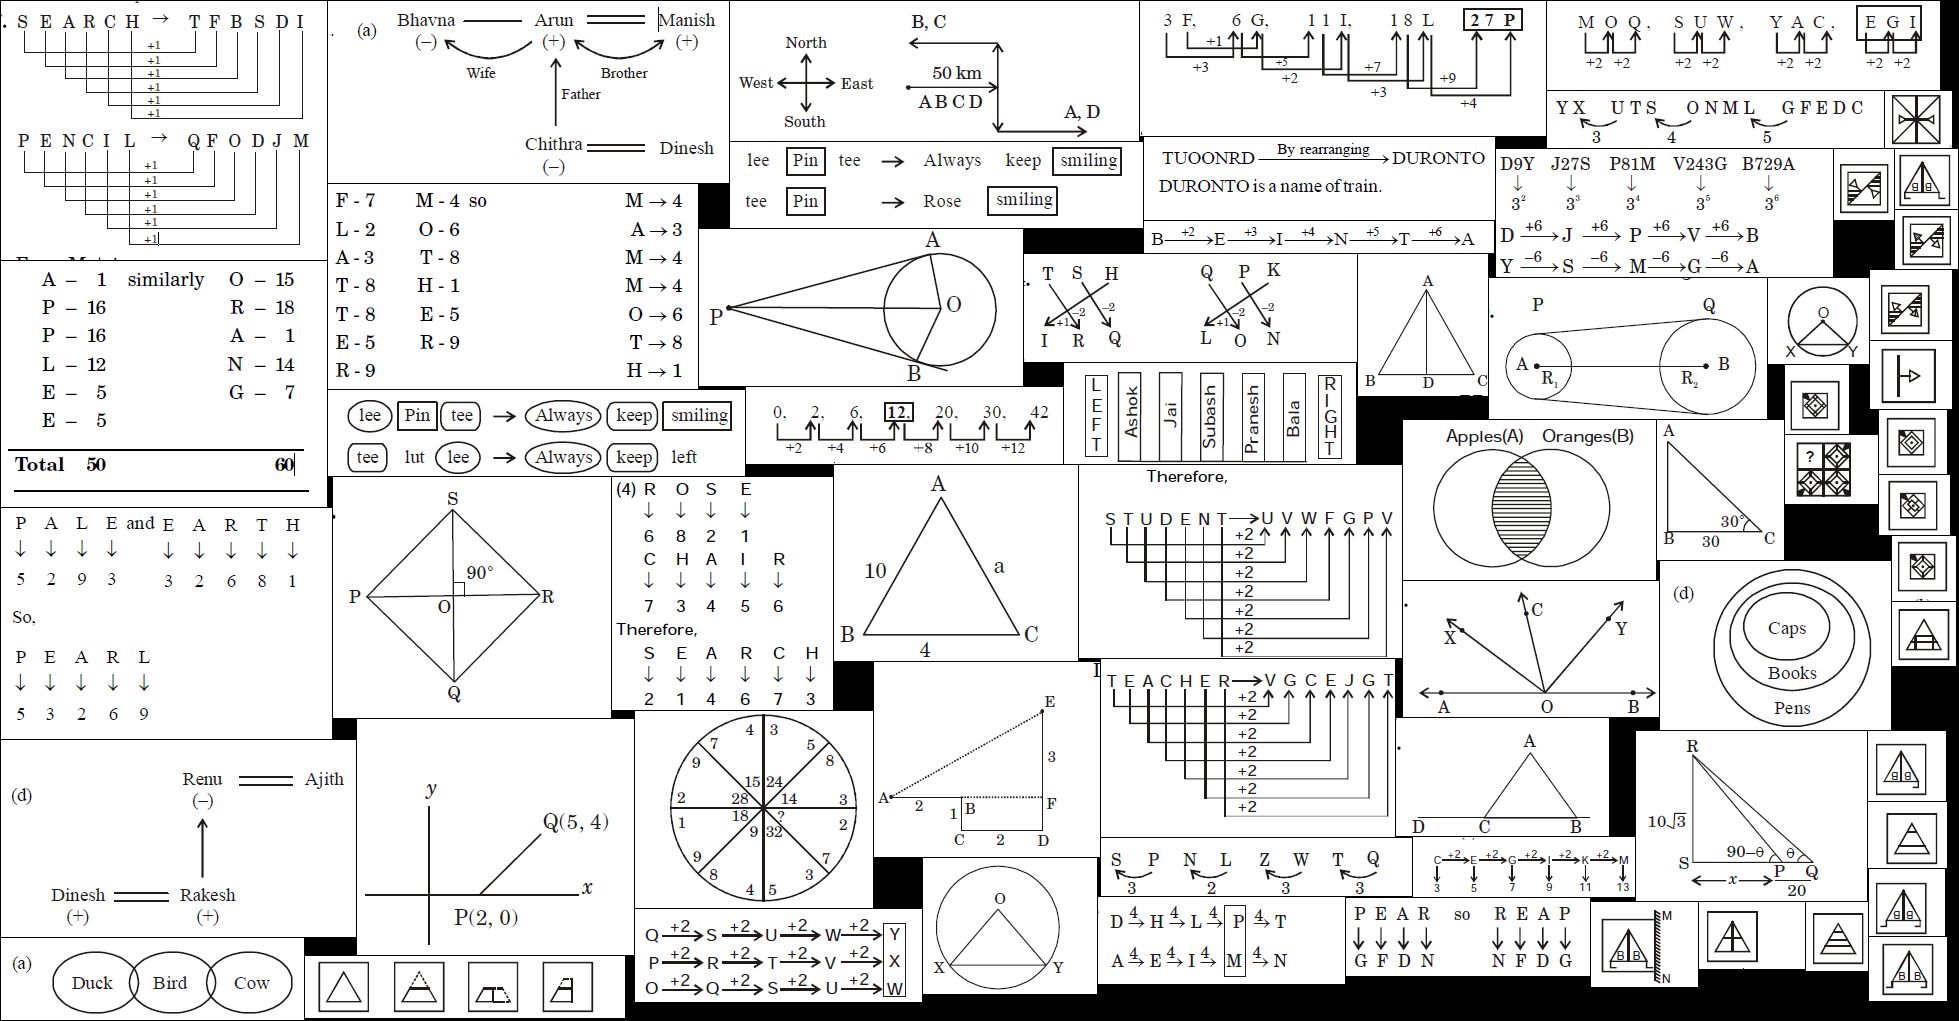 S E A R C H → T F B S D I
+1
+1
+1
+1
+1
+1
P E N C I L → Q F O D J M
+1
+1
+1
+1
+1
+1
A – 1 similarly O – 15
P – 16 R – 18
P – 16 A – 1
L – 12 N – 14
E – 5 G – 7
E – 5
Total 50 60
P A L E and E A R T H
5 2 9 3 3 2 6 8 1
So,
P E A R L
5 3 2 6 9
(d) Renu Ajith
(–)
Dinesh Rakesh
(+) (+)
(a) Duck Bird Cow
(a) Bhavna Arun Manish
(–) (+) (+)
Wife Brother
Father
Chithra Dinesh
(–)
F - 7 M - 4 so M → 4
L - 2 O - 6 A → 3
A - 3 T - 8 M → 4
T - 8 H - 1 M → 4
T - 8 E - 5 O → 6
E - 5 R - 9 T → 8
R - 9 H → 1
lee Pin tee → Always keep smiling
tee lut lee → Always keep left
S
90°
P O R
Q
(4) R O S E
6 8 2 1
C H A I R
7 3 4 5 6
Therefore,
S E A R C H
2 1 4 6 7 3
y
Q(5, 4)
x
P(2, 0)
4 3
7 5
9 8
15 24
2 28 14 3
1 18 ? 2
9 32
9 7
8 3
4 5
Q +2 S +2 U +2 W +2 Y
P +2 R +2 T +2 V +2 X
O +2 Q +2 S +2 U +2 W
B, C
North
West East
South
50 km
A B C D
A, D
lee Pin tee → Always keep smiling
tee Pin → Rose smiling
A
P O
B
0, 2, 6, 12, 20, 30, 42
+2 +4 +6 +8 +10 +12
A
10 a
B C
4
E
3
A 2 B F
1
C 2 D
O
X Y
3 F, 6 G, 1 1 I, 1 8 L 2 7 P
+1
+3 +5
+2 +7
+3 +9
+4
TUOONRD By rearranging DURONTO
DURONTO is a name of train.
B +2 E +3 I +4 N +5 T +6 A
T S H Q P K
+1 –2 –2 +1 –2 –2
I R Q L O N
LEFT Ashok Jai Subash Pranesh Bala RIGHT
Therefore,
S T U D E N T → U V W F G P V
+2
+2
+2
+2
+2
+2
+2
T E A C H E R → V G C E J G T
+2
+2
+2
+2
+2
+2
+2
S P N L Z W T Q
3 2 3 3
D 4 H 4 L 4 P 4 T
A 4 E 4 I 4 M 4 N
M O Q, S U W, Y A C, E G I
+2 +2 +2 +2 +2 +2 +2 +2
Y X U T S O N M L G F E D C
3 4 5
D9Y J27S P81M V243G B729A
3² 3³ 3⁴ 3⁵ 3⁶
D +6 J +6 P +6 V +6 B
Y –6 S –6 M –6 G –6 A
A
B D C
P Q
A R₁ R₂ B
O
X Y
Apples(A) Oranges(B)
A
30°
B 30 C
?
X C Y
A O B
(d)
Caps
Books
Pens
A
D C B
R
10√3
90–θ θ
S x P Q
20
C +2 E +2 G +2 I +2 K +2 M
3 5 7 9 11 13
P E A R so R E A P
G F D N N F D G
M
B B
N
B B